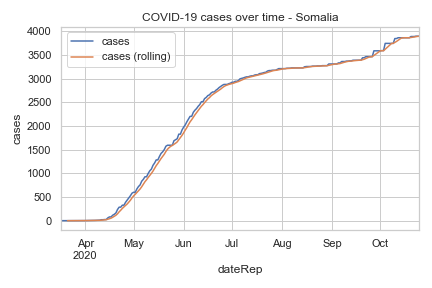 COVID-19 cases over time - Somalia
cases
cases (rolling)
4000
3500
3000
2500
2000
1500
1000
500
0
cases
Apr
2020
May
Jun
Jul
Aug
Sep
Oct
dateRep